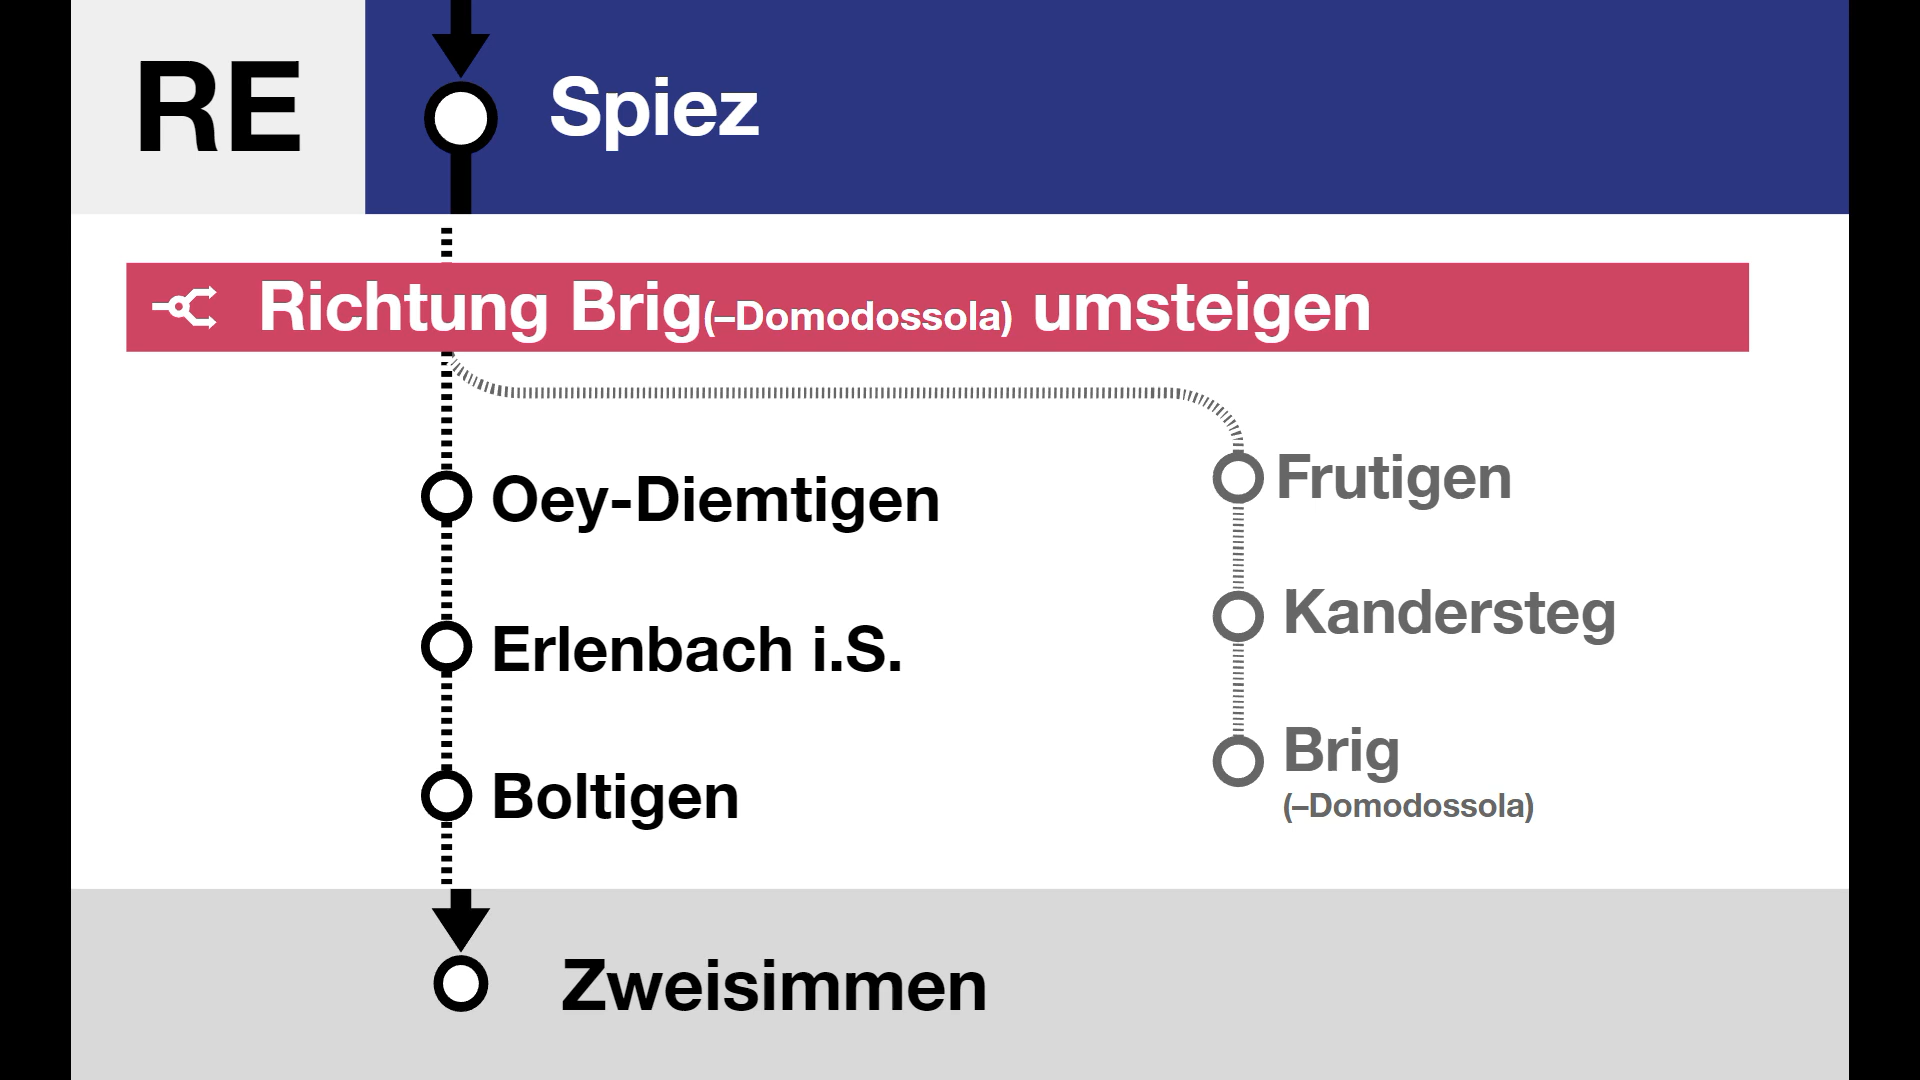 RE
Spiez
Richtung Brig(–Domodossola) umsteigen
Oey-Diemtigen
Erlenbach i.S.
Boltigen
Frutigen
Kandersteg
Brig
(–Domodossola)
Zweisimmen